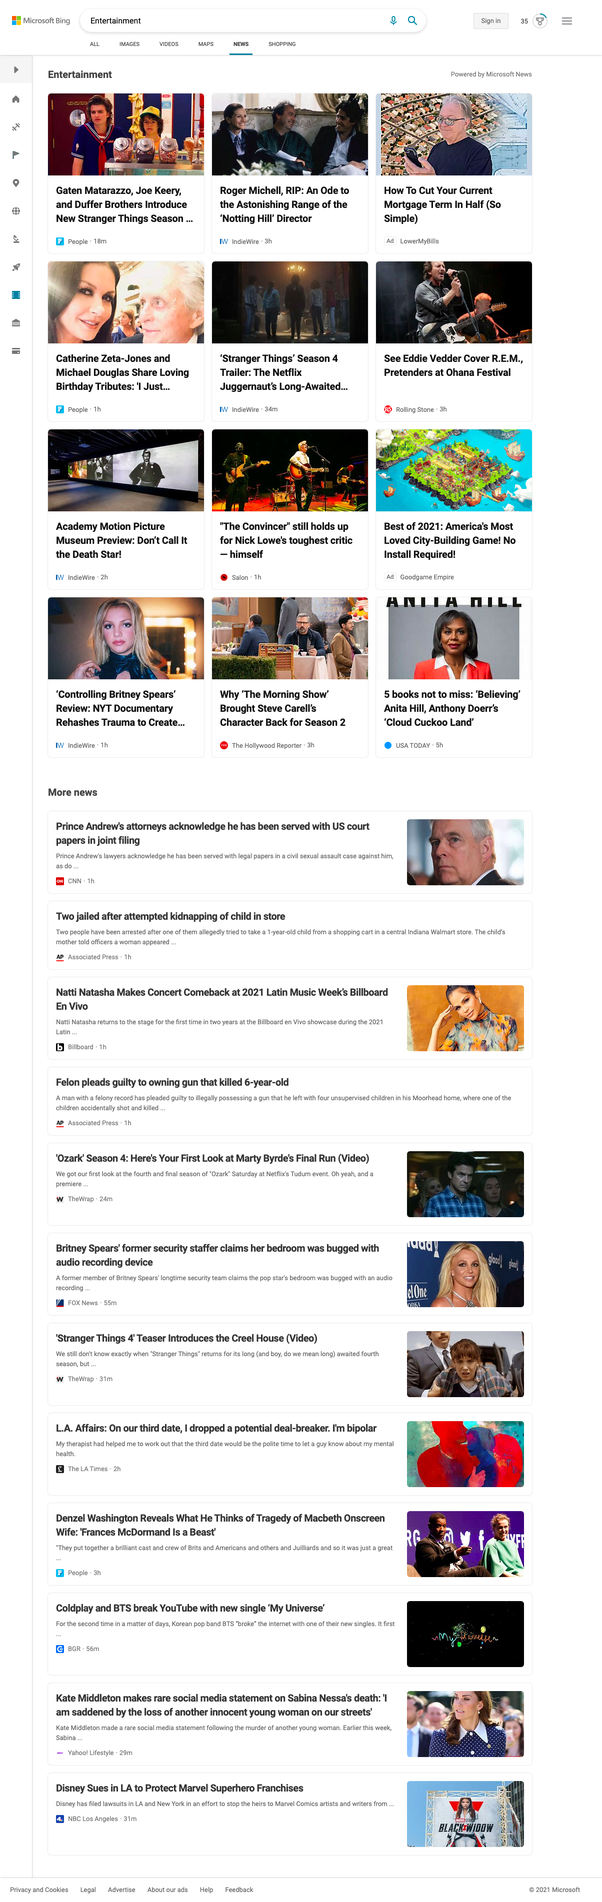 Microsoft Bing
Entertainment
Sign in
35
ALL IMAGES VIDEOS MAPS NEWS SHOPPING
Entertainment
Powered by Microsoft News
Gaten Matarazzo, Joe Keery,
and Duffer Brothers Introduce
New Stranger Things Season ...
People · 18m
Roger Michell, RIP: An Ode to
the Astonishing Range of the
‘Notting Hill’ Director
IW IndieWire · 3h
How To Cut Your Current
Mortgage Term In Half (So
Simple)
Ad LowerMyBills
Catherine Zeta-Jones and
Michael Douglas Share Loving
Birthday Tributes: 'I Just...
People · 1h
‘Stranger Things’ Season 4
Trailer: The Netflix
Juggernaut’s Long-Awaited...
IW IndieWire · 34m
See Eddie Vedder Cover R.E.M.,
Pretenders at Ohana Festival
Rolling Stone · 3h
Academy Motion Picture
Museum Preview: Don’t Call It
the Death Star!
IW IndieWire · 2h
"The Convincer" still holds up
for Nick Lowe's toughest critic
— himself
Salon · 1h
Best of 2021: America's Most
Loved City-Building Game! No
Install Required!
Ad Goodgame Empire
‘Controlling Britney Spears’
Review: NYT Documentary
Rehashes Trauma to Create...
IW IndieWire · 1h
Why ‘The Morning Show’
Brought Steve Carell’s
Character Back for Season 2
The Hollywood Reporter · 3h
ANITA HILL
5 books not to miss: ‘Believing’
Anita Hill, Anthony Doerr’s
‘Cloud Cuckoo Land’
USA TODAY · 5h
More news
Prince Andrew's attorneys acknowledge he has been served with US court
papers in joint filing
Prince Andrew's lawyers acknowledge he has been served with legal papers in a civil sexual assault case against him,
as do ...
CNN · 1h
Two jailed after attempted kidnapping of child in store
Two people have been arrested after one of them allegedly tried to take a 1-year-old child from a shopping cart in a central Indiana Walmart store. The child's
mother told officers a woman appeared ...
AP Associated Press · 1h
Natti Natasha Makes Concert Comeback at 2021 Latin Music Week’s Billboard
En Vivo
Natti Natasha returns to the stage for the first time in two years at the Billboard en Vivo showcase during the 2021
Latin ...
b Billboard · 1h
Felon pleads guilty to owning gun that killed 6-year-old
A man with a felony record has pleaded guilty to illegally possessing a gun that he left with four unsupervised children in his Moorhead home, where one of the
children accidentally shot and killed ...
AP Associated Press · 1h
'Ozark' Season 4: Here's Your First Look at Marty Byrde's Final Run (Video)
We got our first look at the fourth and final season of "Ozark" Saturday at Netflix's Tudum event. Oh yeah, and a
premiere ...
W TheWrap · 24m
Britney Spears' former security staffer claims her bedroom was bugged with
audio recording device
A former member of Britney Spears' longtime security team claims the pop star's bedroom was bugged with an audio
recording ...
FOX News · 55m
'Stranger Things 4' Teaser Introduces the Creel House (Video)
We still don't know exactly when "Stranger Things" returns for its long (and boy, do we mean long) awaited fourth
season, but ...
W TheWrap · 31m
L.A. Affairs: On our third date, I dropped a potential deal-breaker. I'm bipolar
My therapist had helped me to work out that the third date would be the polite time to let a guy know about my mental
health.
The LA Times · 2h
Denzel Washington Reveals What He Thinks of Tragedy of Macbeth Onscreen
Wife: 'Frances McDormand Is a Beast'
"They put together a brilliant cast and crew of Brits and Americans and others and Juilliards and so it was just a great
...
People · 3h
Coldplay and BTS break YouTube with new single ‘My Universe’
For the second time in a matter of days, Korean pop band BTS "broke" the internet with one of their new singles. It first
...
BGR · 56m
Kate Middleton makes rare social media statement on Sabina Nessa's death: 'I
am saddened by the loss of another innocent young woman on our streets'
Kate Middleton made a rare social media statement following the murder of another young woman. Earlier this week,
Sabina ...
Yahoo! Lifestyle · 29m
Disney Sues in LA to Protect Marvel Superhero Franchises
Disney has filed lawsuits in LA and New York in an effort to stop the heirs to Marvel Comics artists and writers from ...
NBC Los Angeles · 31m
BLACK WIDOW
Privacy and Cookies Legal Advertise About our ads Help Feedback
© 2021 Microsoft